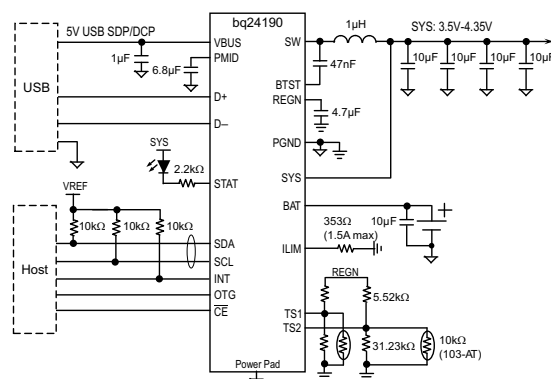 bq24190
5V USB SDP/DCP
VBUS
SW
1µH
SYS: 3.5V-4.35V
1µF
PMID
6.8µF
47nF
10µF
10µF
10µF
10µF
USB
BTST
D+
REGN
4.7µF
D–
PGND
SYS
SYS
2.2kΩ
STAT
VREF
BAT
10kΩ
10kΩ
10kΩ
353Ω
(1.5A max)
10µF
+
SDA
ILIM
Host
SCL
INT
REGN
OTG
5.52kΩ
CE
TS1
TS2
31.23kΩ
10kΩ
(103-AT)
Power Pad